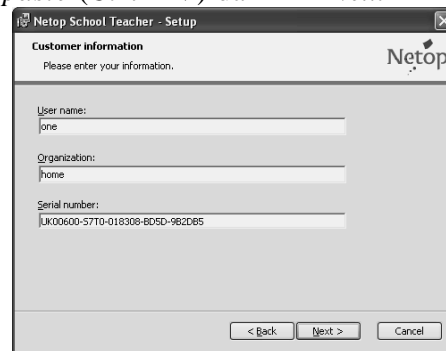 Netop School Teacher - Setup
Customer information
Please enter your information.
Netop
User name:
one
Organization:
home
Serial number:
UK00600-57T0-018308-BD5D-9B2DB5
< Back
Next >
Cancel